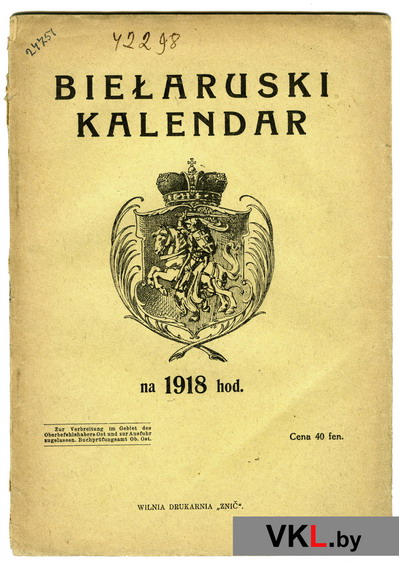 24751
42298
BIEŁARUSKI
KALENDAR
na 1918 hod.
Zur Verbreitung im Gebiet des
Oberbefehlshabers Ost und zur Ausfuhr
zugelassen. Buchprüfungsamt Ob. Ost.
Cena 40 fen.
WILNIA DRUKARNIA „ZNIČ“.
VKL.by